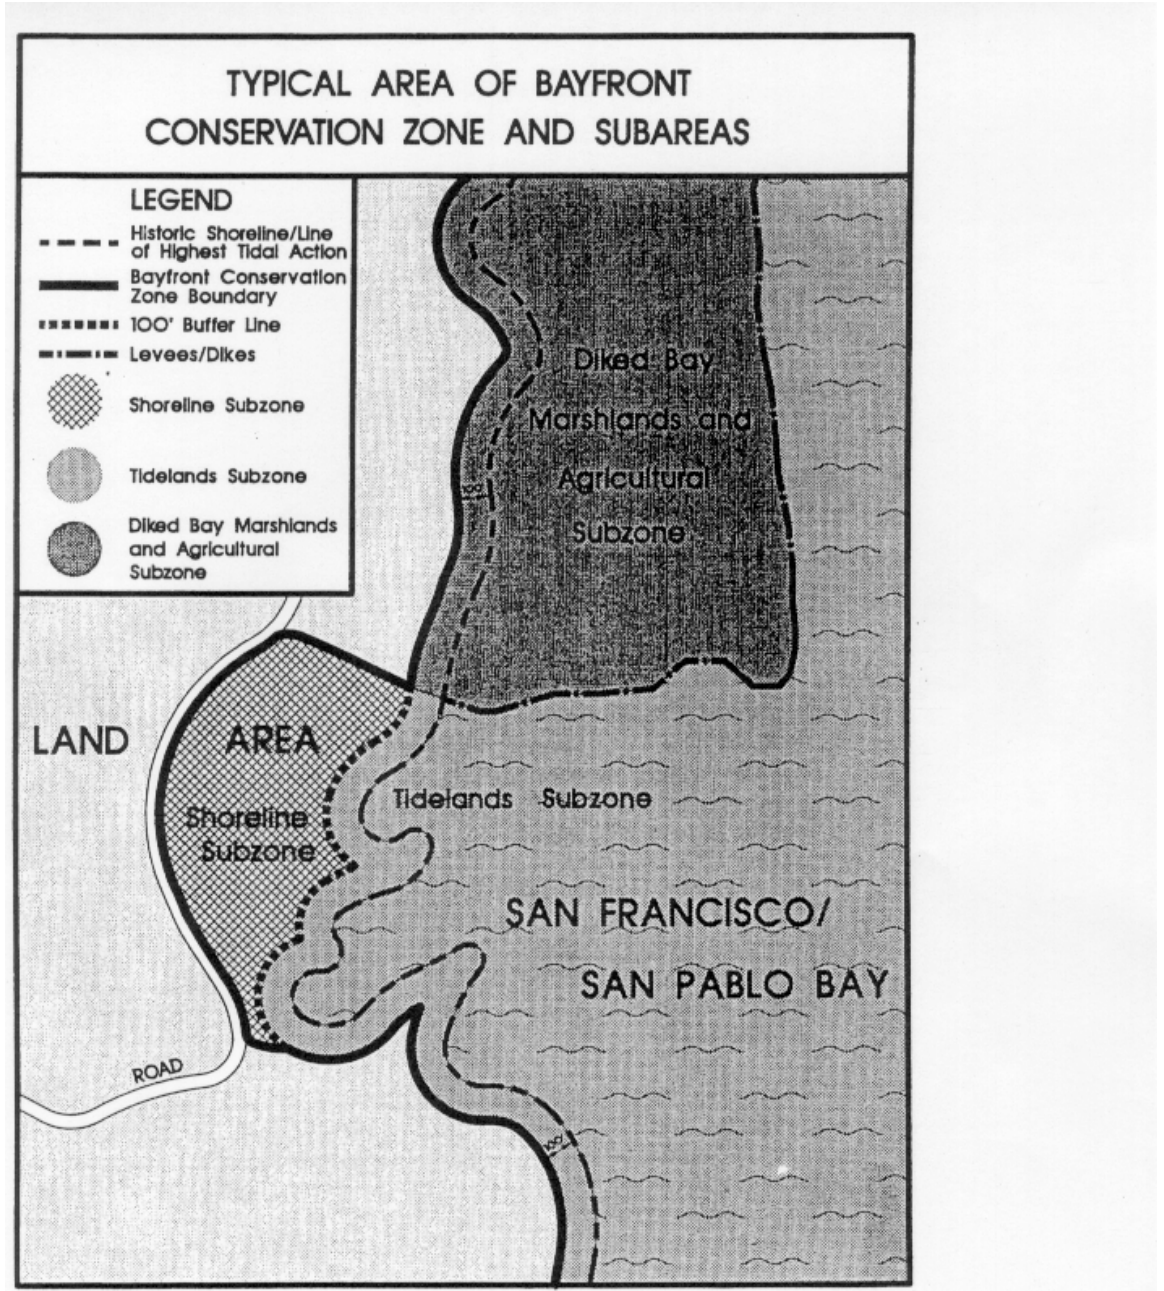 TYPICAL AREA OF BAYFRONT
CONSERVATION ZONE AND SUBAREAS
LEGEND
Historic Shoreline/Line
of Highest Tidal Action
Bayfront Conservation
Zone Boundary
100' Buffer Line
Levees/Dikes
Shoreline Subzone
Tidelands Subzone
Diked Bay Marshlands
and Agricultural
Subzone
Diked Bay
Marshlands and
Agricultural
Subzone
100'
LAND AREA
Shoreline
Subzone
Tidelands Subzone
SAN FRANCISCO/
SAN PABLO BAY
ROAD
100'